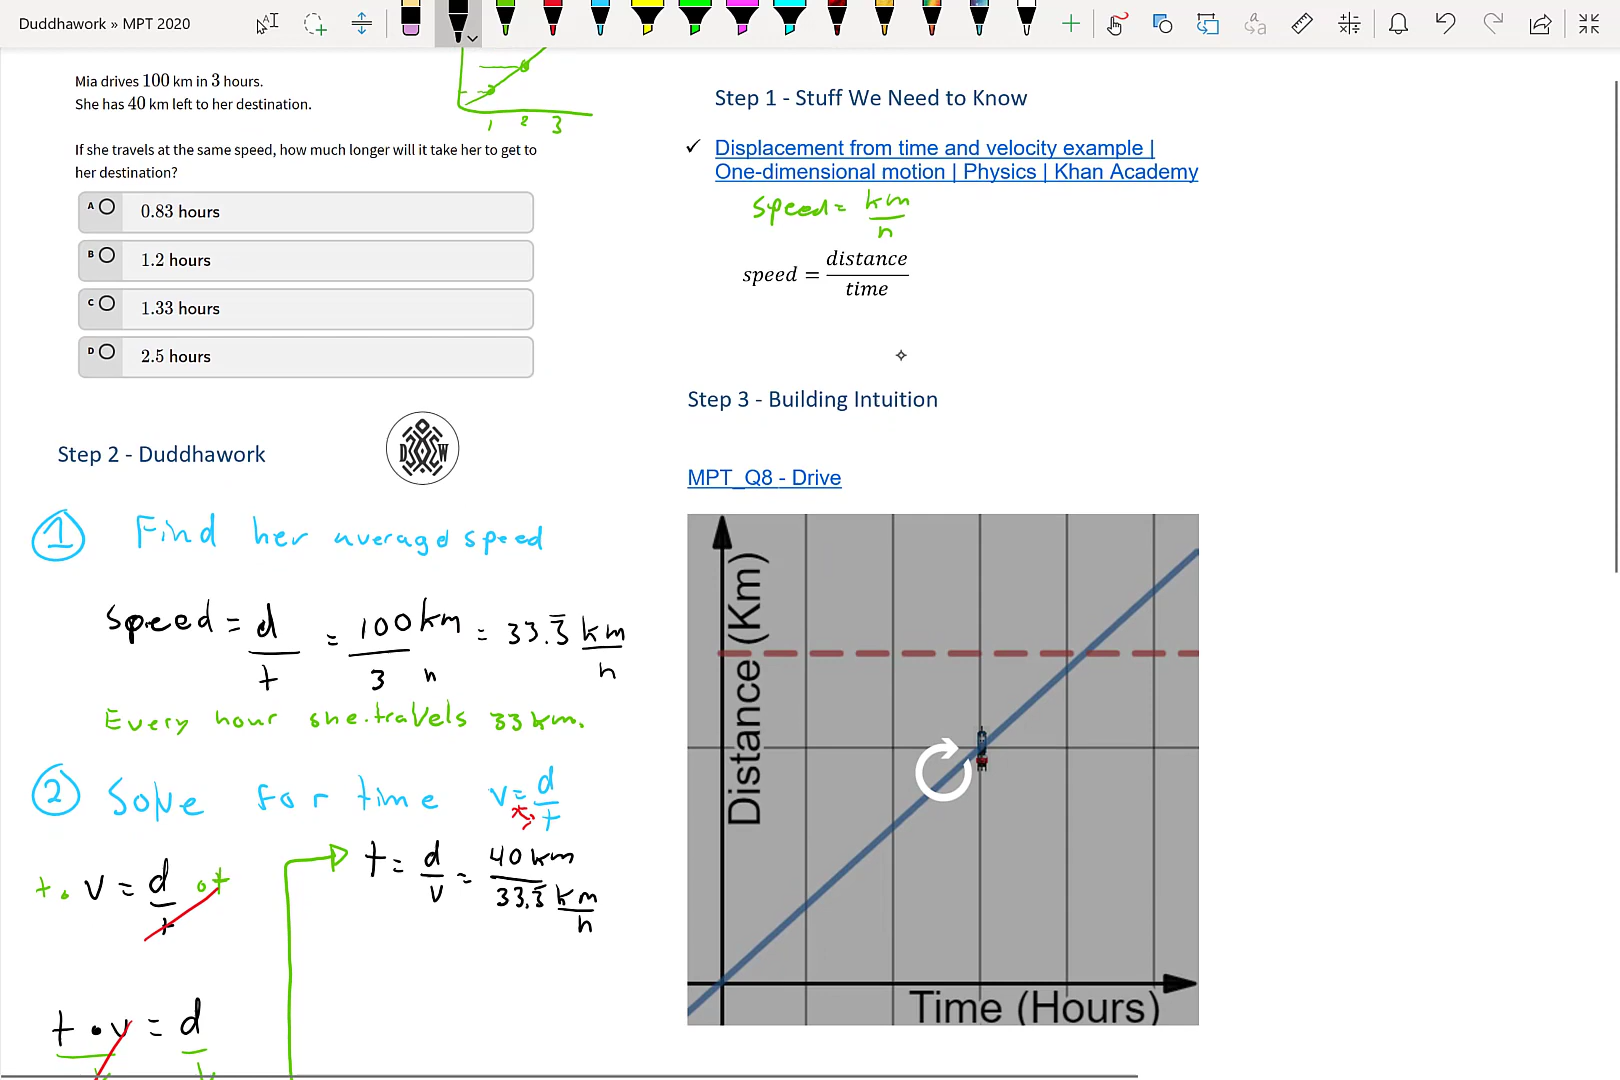 Duddhawork » MPT 2020
Mia drives 100 km in 3 hours.
She has 40 km left to her destination.
1 2 3
If she travels at the same speed, how much longer will it take her to get to
her destination?
A 0.83 hours
B 1.2 hours
C 1.33 hours
D 2.5 hours
Step 2 - Duddhawork
D W
1 Find her average speed
speed = d/t = 100 km / 3 h = 33.3̅ km/h
Every hour she travels 33 km.
2 Solve for time v = d/t
t • v = d/t • t
t = d/v = 40 km / 33.3̅ km/h
t • v = d
Step 1 - Stuff We Need to Know
✓ Displacement from time and velocity example |
One-dimensional motion | Physics | Khan Academy
speed = km/h
speed = distance/time
Step 3 - Building Intuition
MPT_Q8 - Drive
Distance (Km)
Time (Hours)